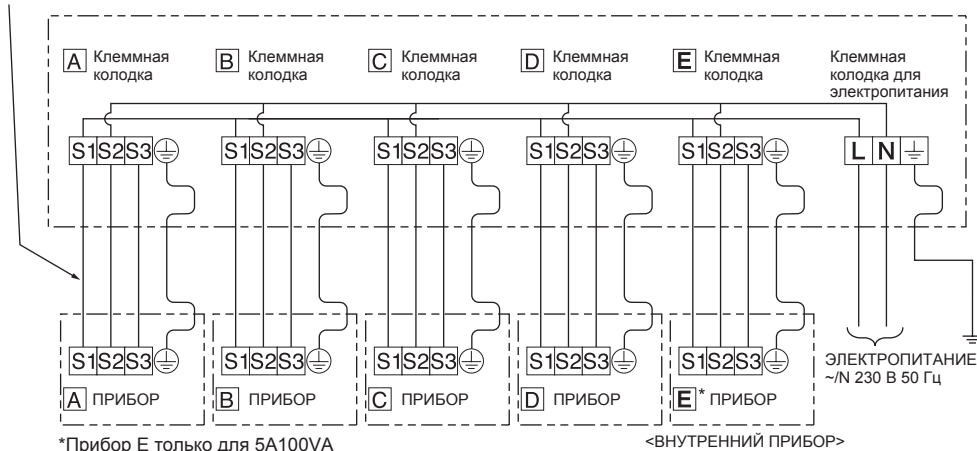 A Клеммная колодка
B Клеммная колодка
C Клеммная колодка
D Клеммная колодка
E Клеммная колодка
Клеммная колодка для электропитания
S1 S2 S3
S1 S2 S3
S1 S2 S3
S1 S2 S3
S1 S2 S3
L N
S1 S2 S3
S1 S2 S3
S1 S2 S3
S1 S2 S3
S1 S2 S3
ЭЛЕКТРОПИТАНИЕ
~/N 230 В 50 Гц
A ПРИБОР
B ПРИБОР
C ПРИБОР
D ПРИБОР
E* ПРИБОР
*Прибор E только для 5A100VA
<ВНУТРЕННИЙ ПРИБОР>